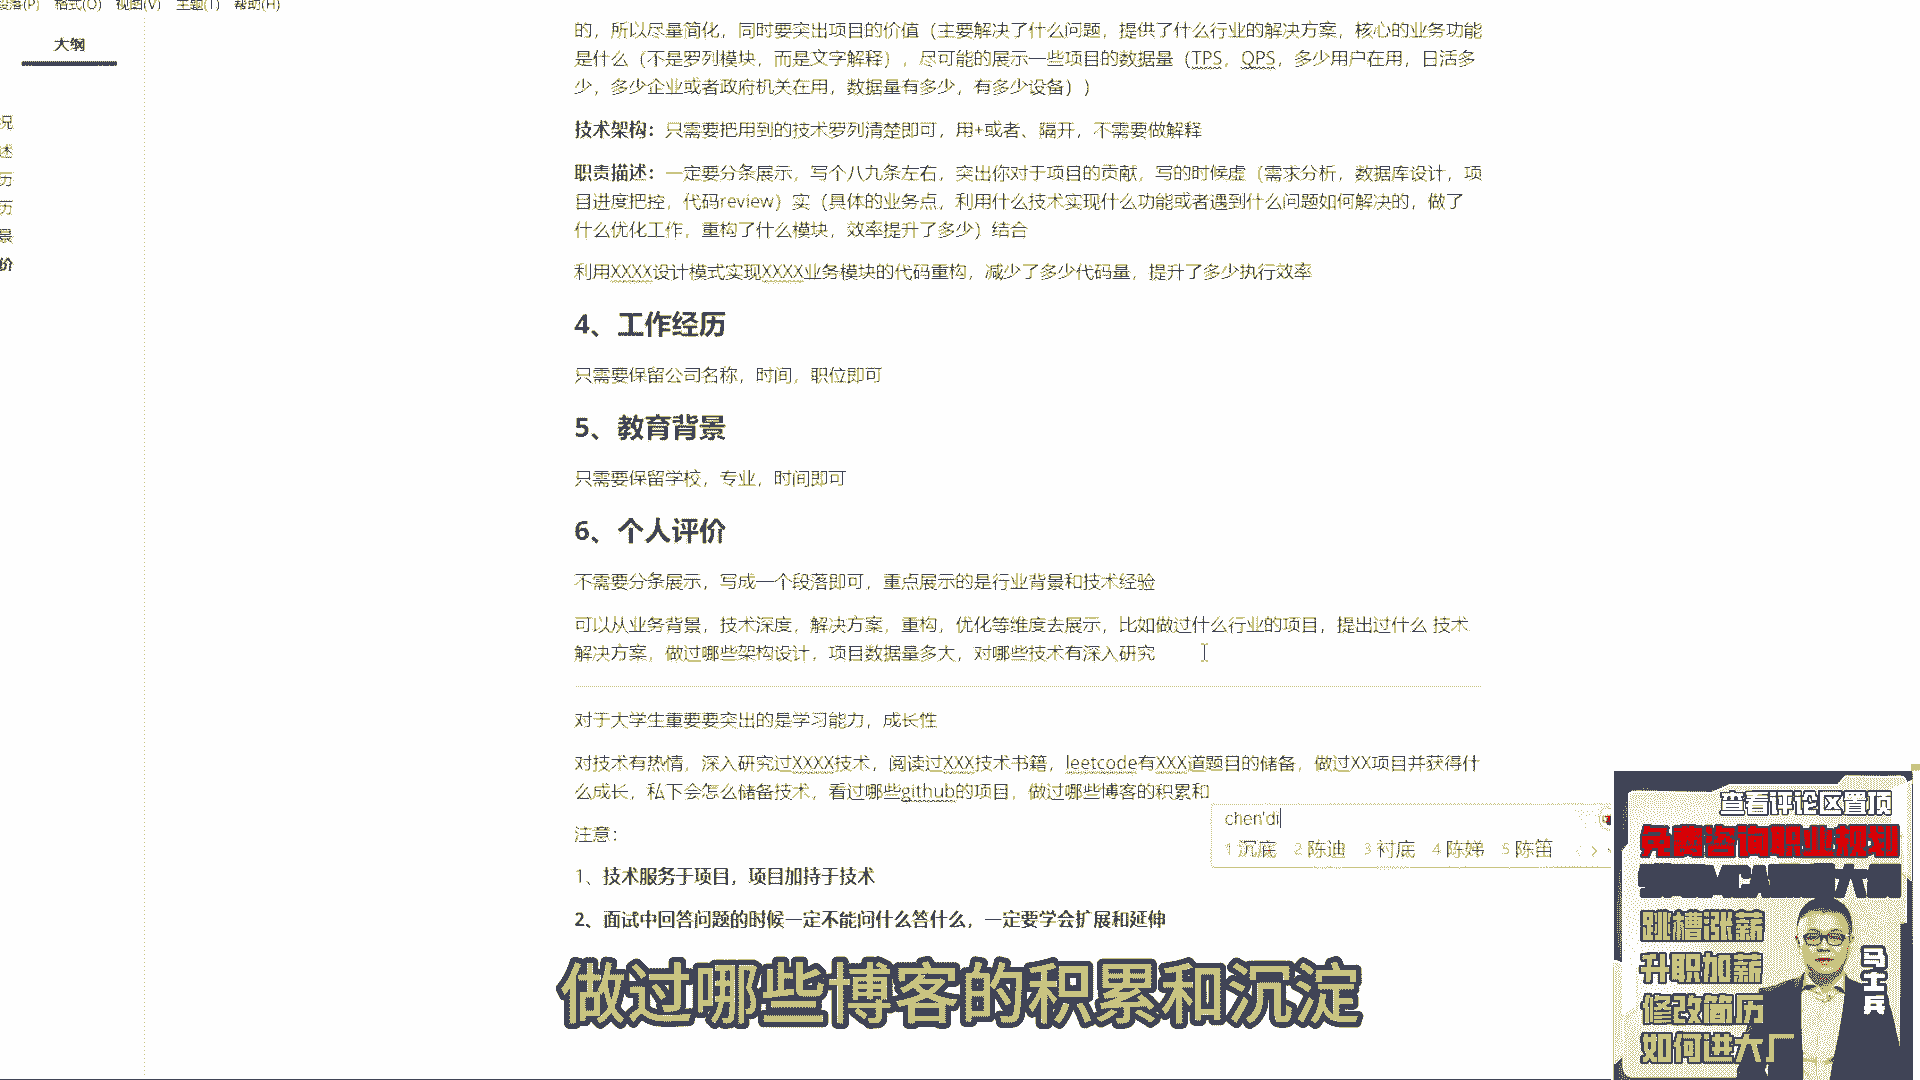 段落(P) 格式(O) 视图(V) 主题(T) 帮助(H)
大纲
况
述
历
历
景
价
的，所以尽量简化，同时要突出项目的价值（主要解决了什么问题，提供了什么行业的解决方案，核心的业务功能
是什么（不是罗列模块，而是文字解释），尽可能的展示一些项目的数据量（TPS，QPS，多少用户在用，日活多
少，多少企业或者政府机关在用，数据量有多少，有多少设备））
技术架构：只需要把用到的技术罗列清楚即可，用+或者、隔开，不需要做解释
职责描述：一定要分条展示，写个八九条左右，突出你对于项目的贡献，写的时候虚（需求分析，数据库设计，项
目进度把控，代码review）实（具体的业务点，利用什么技术实现什么功能或者遇到什么问题如何解决的，做了
什么优化工作，重构了什么模块，效率提升了多少）结合
利用XXXX设计模式实现XXXX业务模块的代码重构，减少了多少代码量，提升了多少执行效率
4、工作经历
只需要保留公司名称，时间，职位即可
5、教育背景
只需要保留学校，专业，时间即可
6、个人评价
不需要分条展示，写成一个段落即可，重点展示的是行业背景和技术经验
可以从业务背景，技术深度，解决方案，重构，优化等维度去展示，比如做过什么行业的项目，提出过什么 技术
解决方案，做过哪些架构设计，项目数据量多大，对哪些技术有深入研究
对于大学生重要要突出的是学习能力，成长性
对技术有热情，深入研究过XXXX技术，阅读过XXX技术书籍，leetcode有XXX道题目的储备，做过XX项目并获得什
么成长，私下会怎么储备技术，看过哪些github的项目，做过哪些博客的积累和
chen'di
1 沉底 2 陈迪 3 衬底 4 陈娣 5 陈笛
注意：
1、技术服务于项目，项目加持于技术
2、面试中回答问题的时候一定不能问什么答什么，一定要学会扩展和延伸
做过哪些博客的积累和沉淀
查看评论区置顶
免费咨询职业规划
跳槽涨薪
升职加薪
修改简历
如何进大厂
马士兵